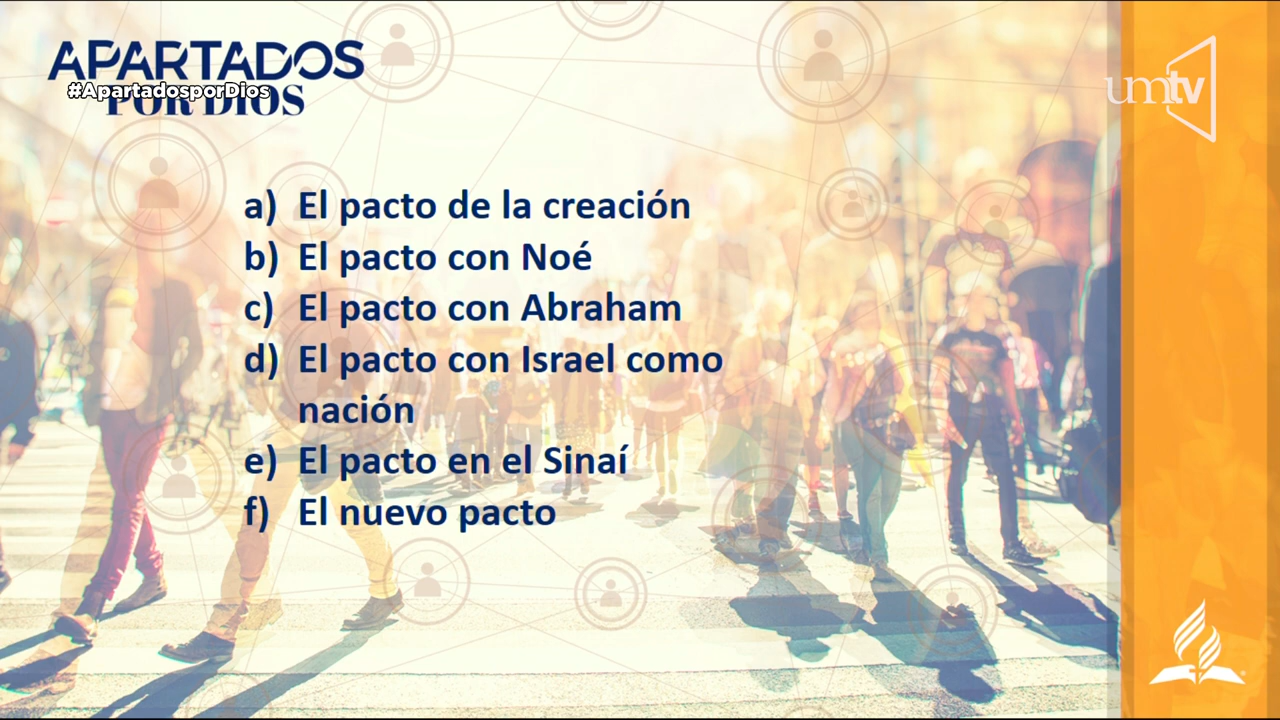 APARTADOS
#ApartadosporDios
POR DIOS
umtv
a) El pacto de la creación
b) El pacto con Noé
c) El pacto con Abraham
d) El pacto con Israel como
nación
e) El pacto en el Sinaí
f) El nuevo pacto